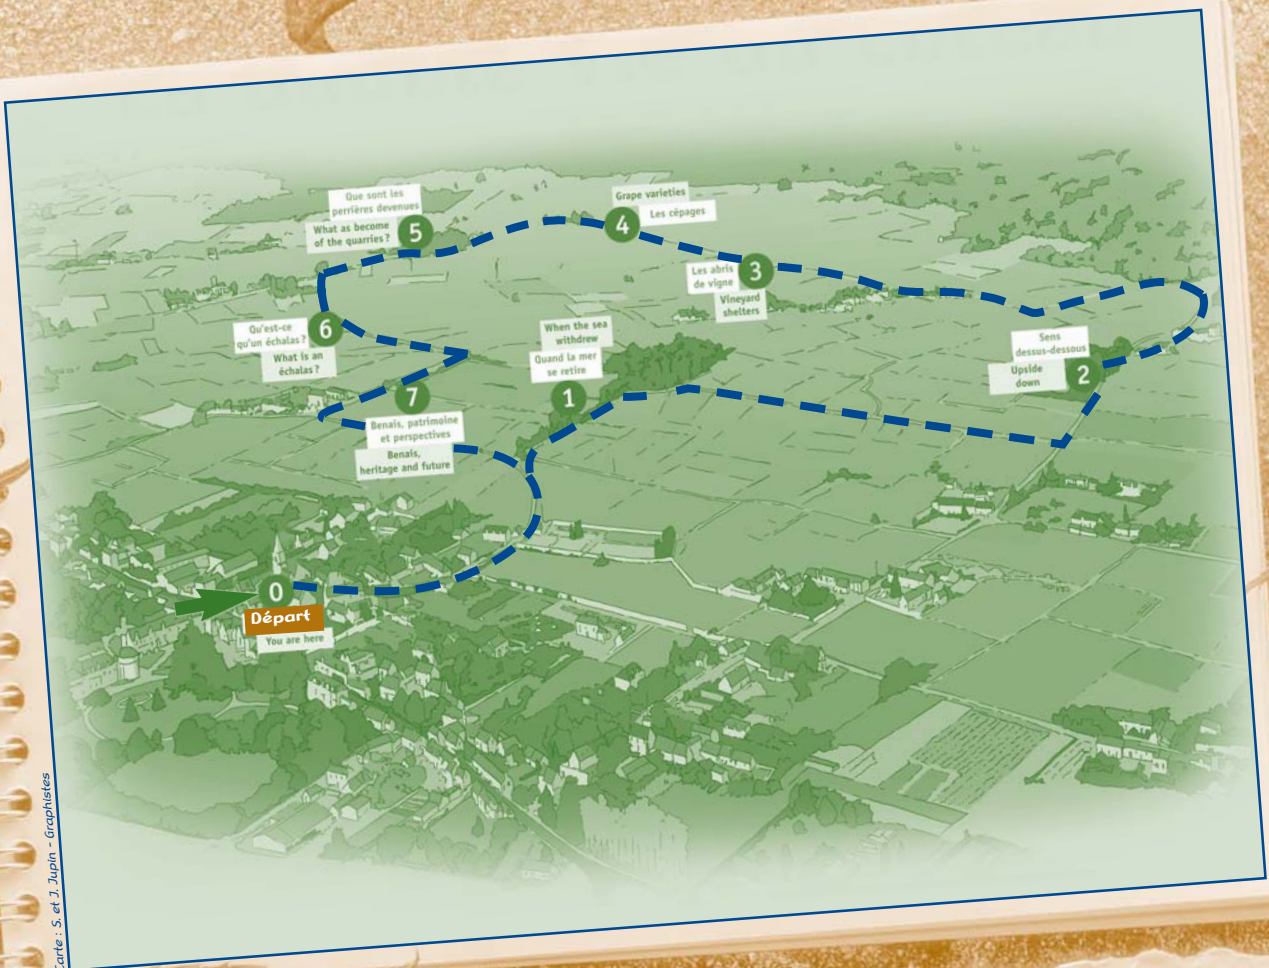 Que sont les
perrières devenues
What as become
of the quarries ?
5
Grape varieties
Les cépages
4
Les abris
de vigne
3
Vineyard
shelters
Qu'est-ce
qu'un échalas ?
6
What is an
échalas ?
When the sea
withdrew
Quand la mer
se retire
1
Sens
dessus-dessous
Upside
down
2
7
Benais, patrimoine
et perspectives
Benais,
heritage and future
0
Départ
You are here
Carte : S. et J. Jupin - Graphistes